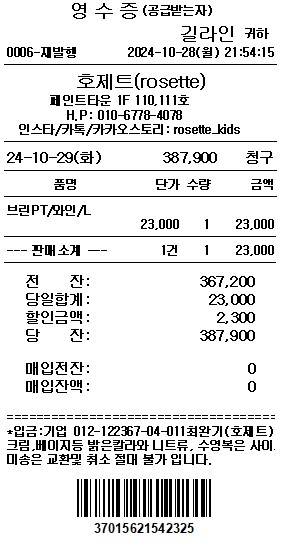 영 수 증 (공급받는자)
길라인 귀하
0006-재발행 2024-10-28(월) 21:54:15
호제트(rosette)
페인트타운 1F 110,111호
H.P: 010-6778-4078
인스타/카톡/카카오스토리: rosette_kids
24-10-29(화) 387,900 청구
품명 단가 수량 금액
브린PT/와인/L
23,000 1 23,000
--- 판매소계 --- 1건 1 23,000
전 잔: 367,200
당일합계: 23,000
할인금액: 2,300
당 잔: 387,900
매입전잔: 0
매입잔액: 0
====================================
*입금:기업 012-122367-04-011최완기(호제트)
크림,베이지등 밝은칼라와 니트류, 수영복은 사이
미송은 교환및 취소 절대 불가 입니다.
37015621542325